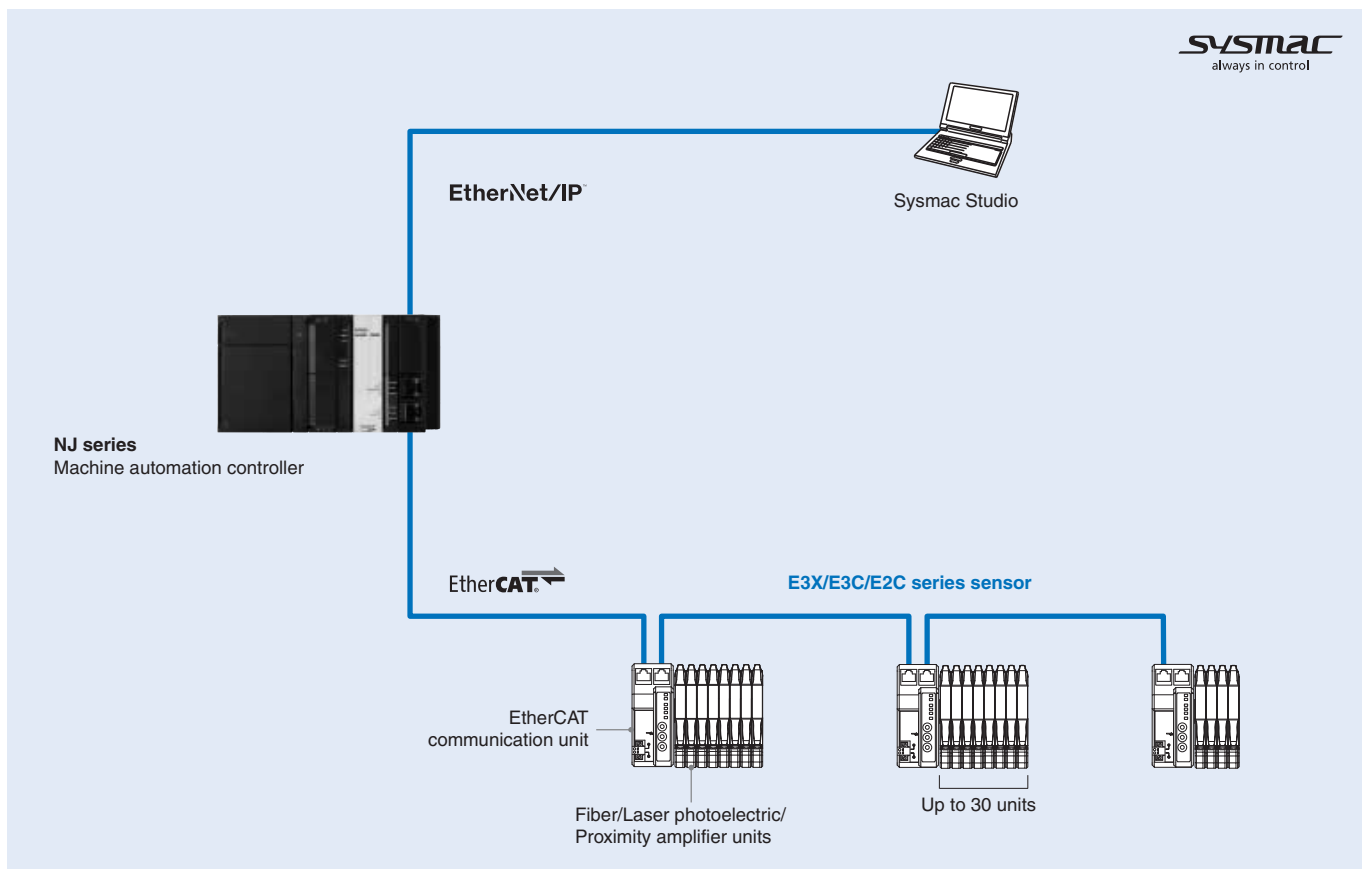 sysmac
always in control
EtherNet/IP™
Sysmac Studio
NJ series
Machine automation controller
EtherCAT®
E3X/E3C/E2C series sensor
EtherCAT
communication unit
Up to 30 units
Fiber/Laser photoelectric/
Proximity amplifier units